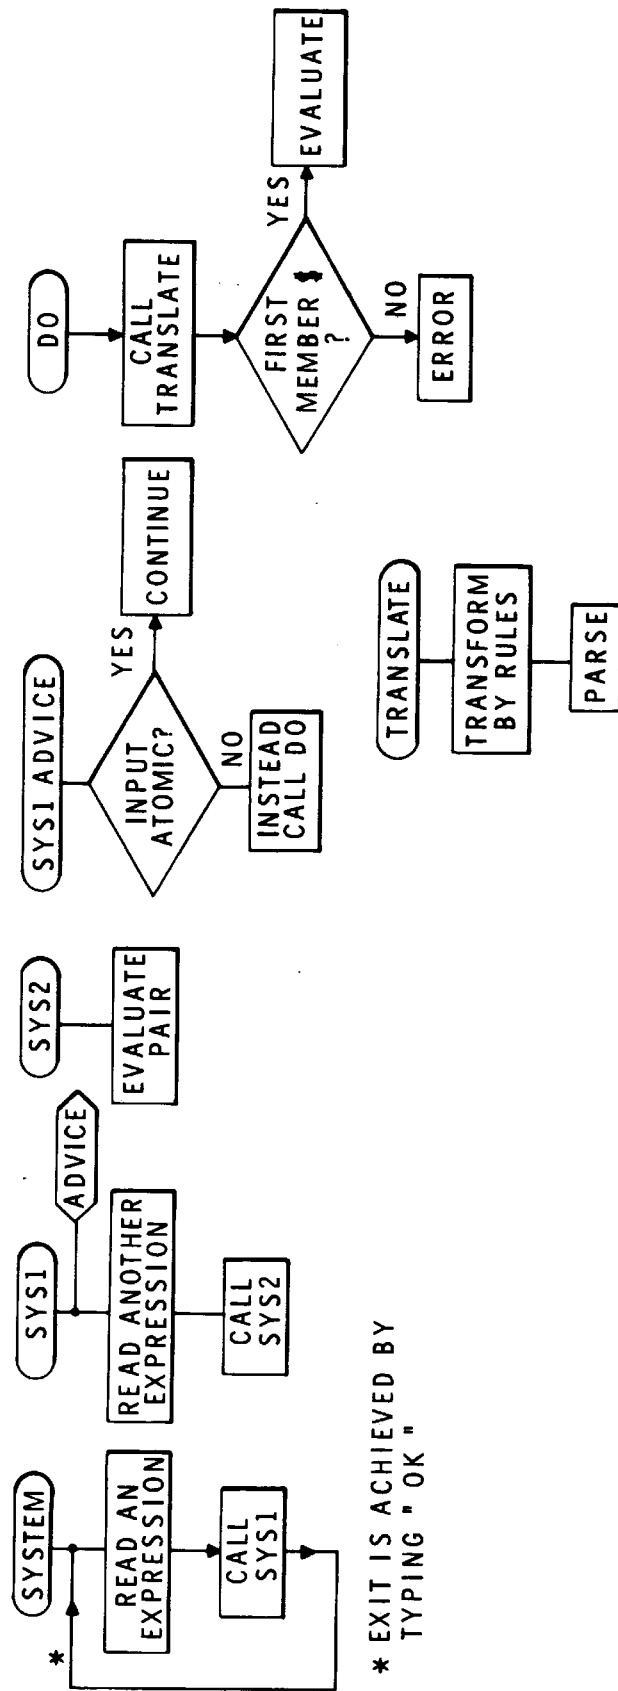 SYSTEM
*
READ AN
EXPRESSION
CALL
SYS1
* EXIT IS ACHIEVED BY
TYPING " OK "
SYS1
ADVICE
READ ANOTHER
EXPRESSION
CALL
SYS2
SYS2
EVALUATE
PAIR
SYS1 ADVICE
INPUT
ATOMIC?
YES
CONTINUE
NO
INSTEAD
CALL DO
TRANSLATE
TRANSFORM
BY RULES
PARSE
DO
CALL
TRANSLATE
FIRST
MEMBER $
?
YES
EVALUATE
NO
ERROR